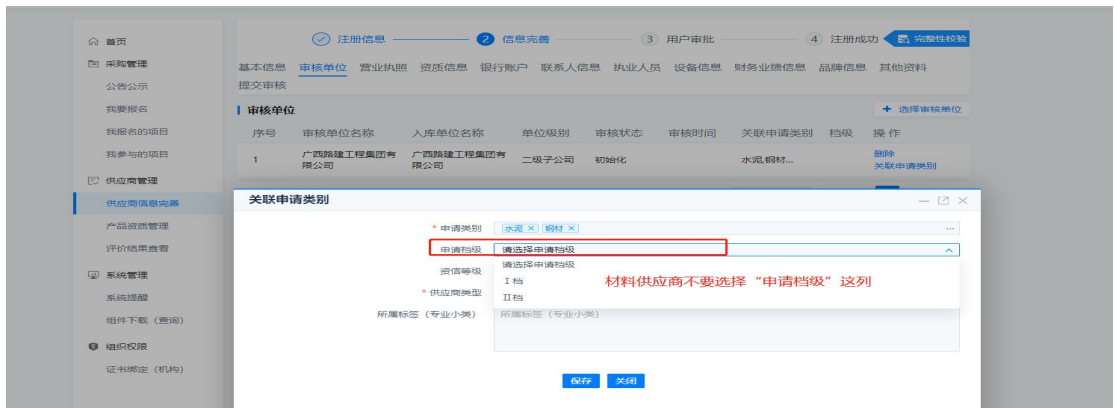 首页
采购管理
公告公示
我要报名
我报名的项目
我参与的项目
供应商管理
供应商信息完善
产品资质管理
评价结果查看
系统管理
系统提醒
组件下载（查询）
组织权限
证书绑定（机构）
注册信息 2 信息完善 3 用户审批 4 注册成功 完整性校验
基本信息 审核单位 营业执照 资质信息 银行账户 联系人信息 执业人员 设备信息 财务业绩信息 品牌信息 其他资料
提交审核
审核单位 + 选择审核单位
序号 审核单位名称 入库单位名称 单位级别 审核状态 审核时间 关联申请类别 档级 操作
1 广西路建工程集团有限公司 广西路建工程集团有限公司 二级子公司 初始化 水泥,钢材... 删除
关联申请类别
关联申请类别
* 申请类别 水泥 × 钢材 × ...
申请档级 请选择申请档级
请选择申请档级
资信等级 I档
材料供应商不要选择“申请档级”这列
* 供应商类型 II档
所属标签（专业小类） 所属标签（专业小类）
保存 关闭